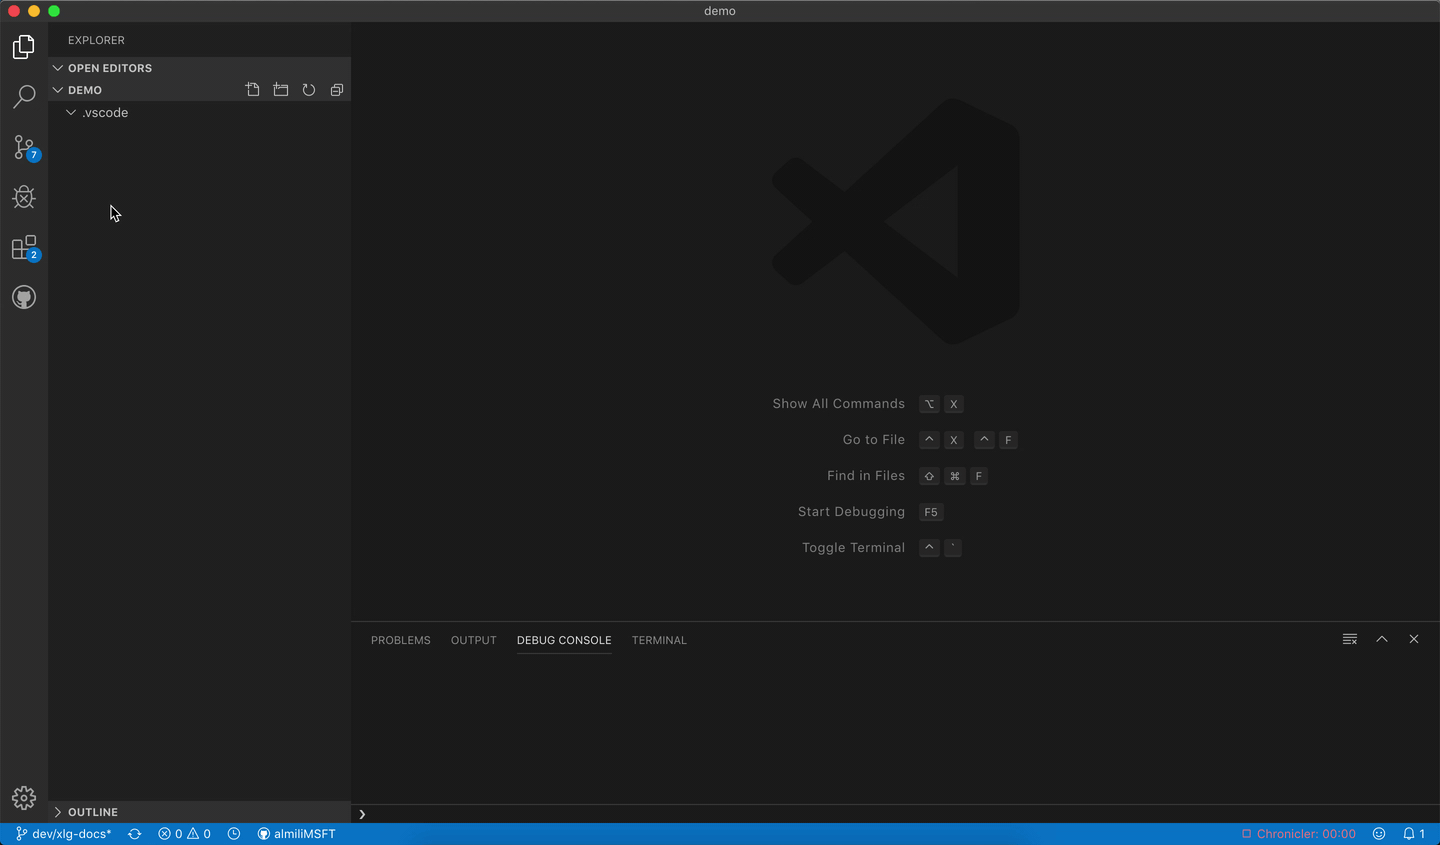 demo
EXPLORER
OPEN EDITORS
DEMO
.vscode
7
2
Show All Commands ⌥ X
Go to File ^ X ^ F
Find in Files ⇧ ⌘ F
Start Debugging F5
Toggle Terminal ^ `
PROBLEMS OUTPUT DEBUG CONSOLE TERMINAL
OUTLINE
dev/xlg-docs* 0 0 almiliMSFT Chronicler: 00:00 1